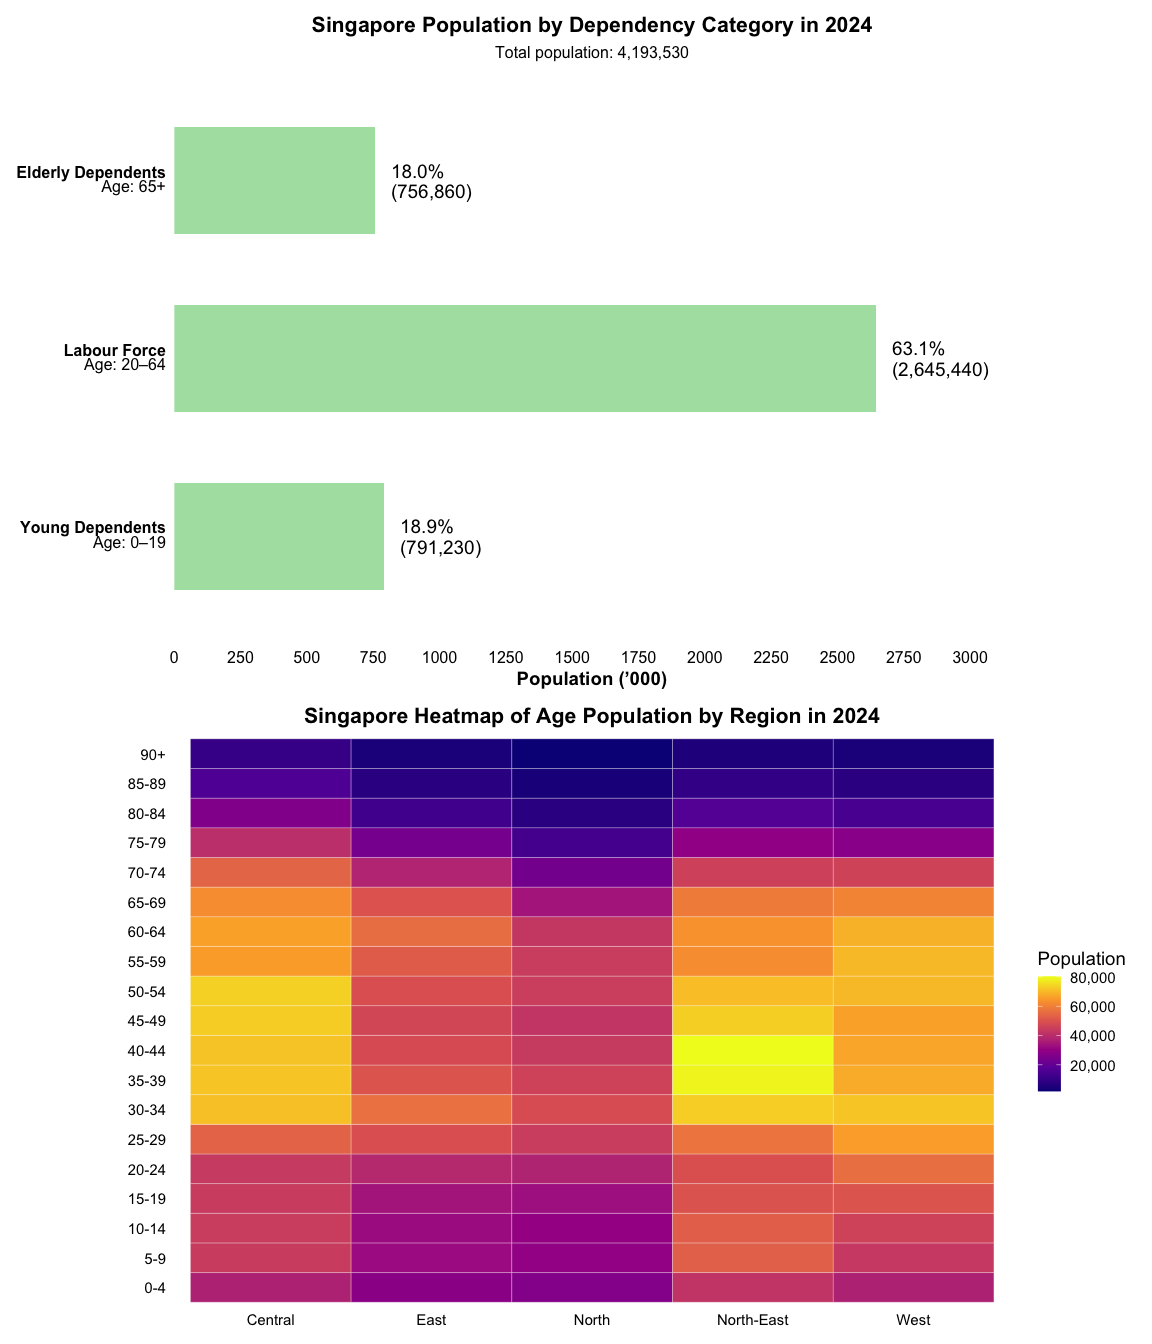 Singapore Population by Dependency Category in 2024
Total population: 4,193,530
Elderly Dependents
Age: 65+
18.0%
(756,860)
Labour Force
Age: 20–64
63.1%
(2,645,440)
Young Dependents
Age: 0–19
18.9%
(791,230)
0 250 500 750 1000 1250 1500 1750 2000 2250 2500 2750 3000
Population (’000)
Singapore Heatmap of Age Population by Region in 2024
90+
85-89
80-84
75-79
70-74
65-69
60-64
55-59
50-54
45-49
40-44
35-39
30-34
25-29
20-24
15-19
10-14
5-9
0-4
Central East North North-East West
Population
80,000
60,000
40,000
20,000